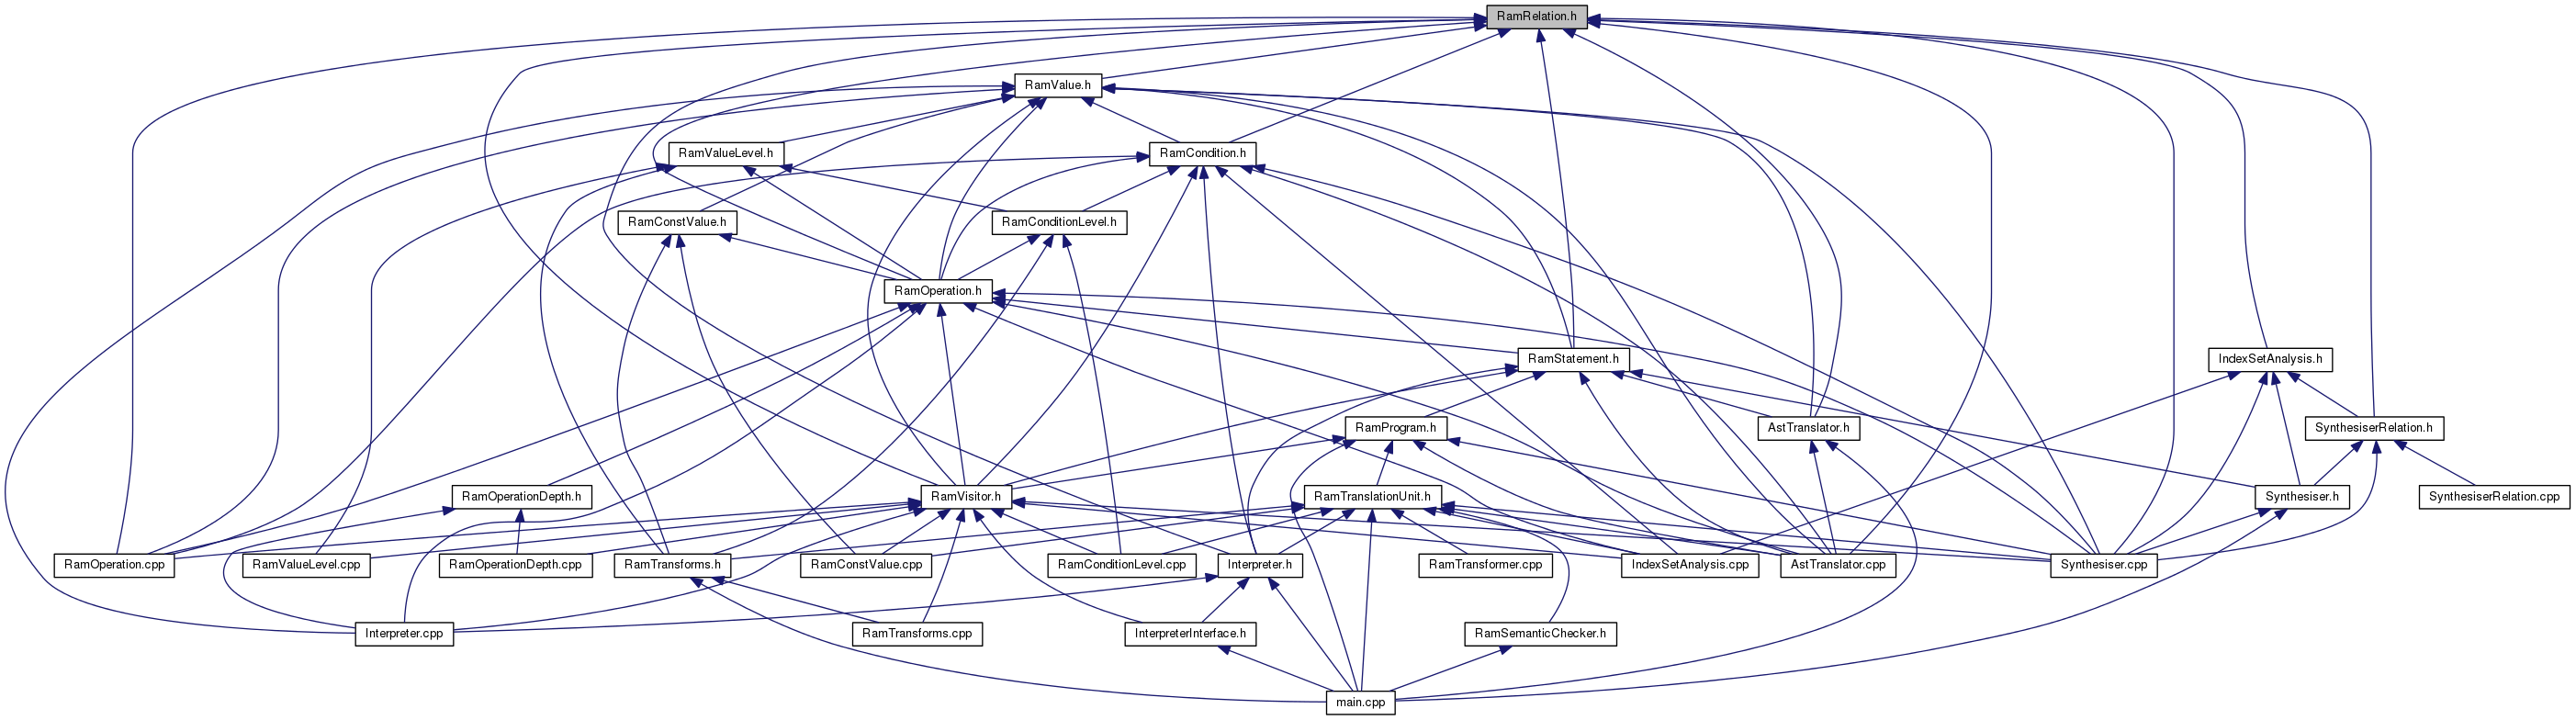 RamRelation.h
RamValue.h
RamValueLevel.h
RamCondition.h
RamConstValue.h
RamConditionLevel.h
RamOperation.h
RamStatement.h
IndexSetAnalysis.h
RamProgram.h
AstTranslator.h
SynthesiserRelation.h
RamOperationDepth.h
RamVisitor.h
RamTranslationUnit.h
Synthesiser.h
SynthesiserRelation.cpp
RamOperation.cpp
RamValueLevel.cpp
RamOperationDepth.cpp
RamTransforms.h
RamConstValue.cpp
RamConditionLevel.cpp
Interpreter.h
RamTransformer.cpp
IndexSetAnalysis.cpp
AstTranslator.cpp
Synthesiser.cpp
Interpreter.cpp
RamTransforms.cpp
InterpreterInterface.h
RamSemanticChecker.h
main.cpp